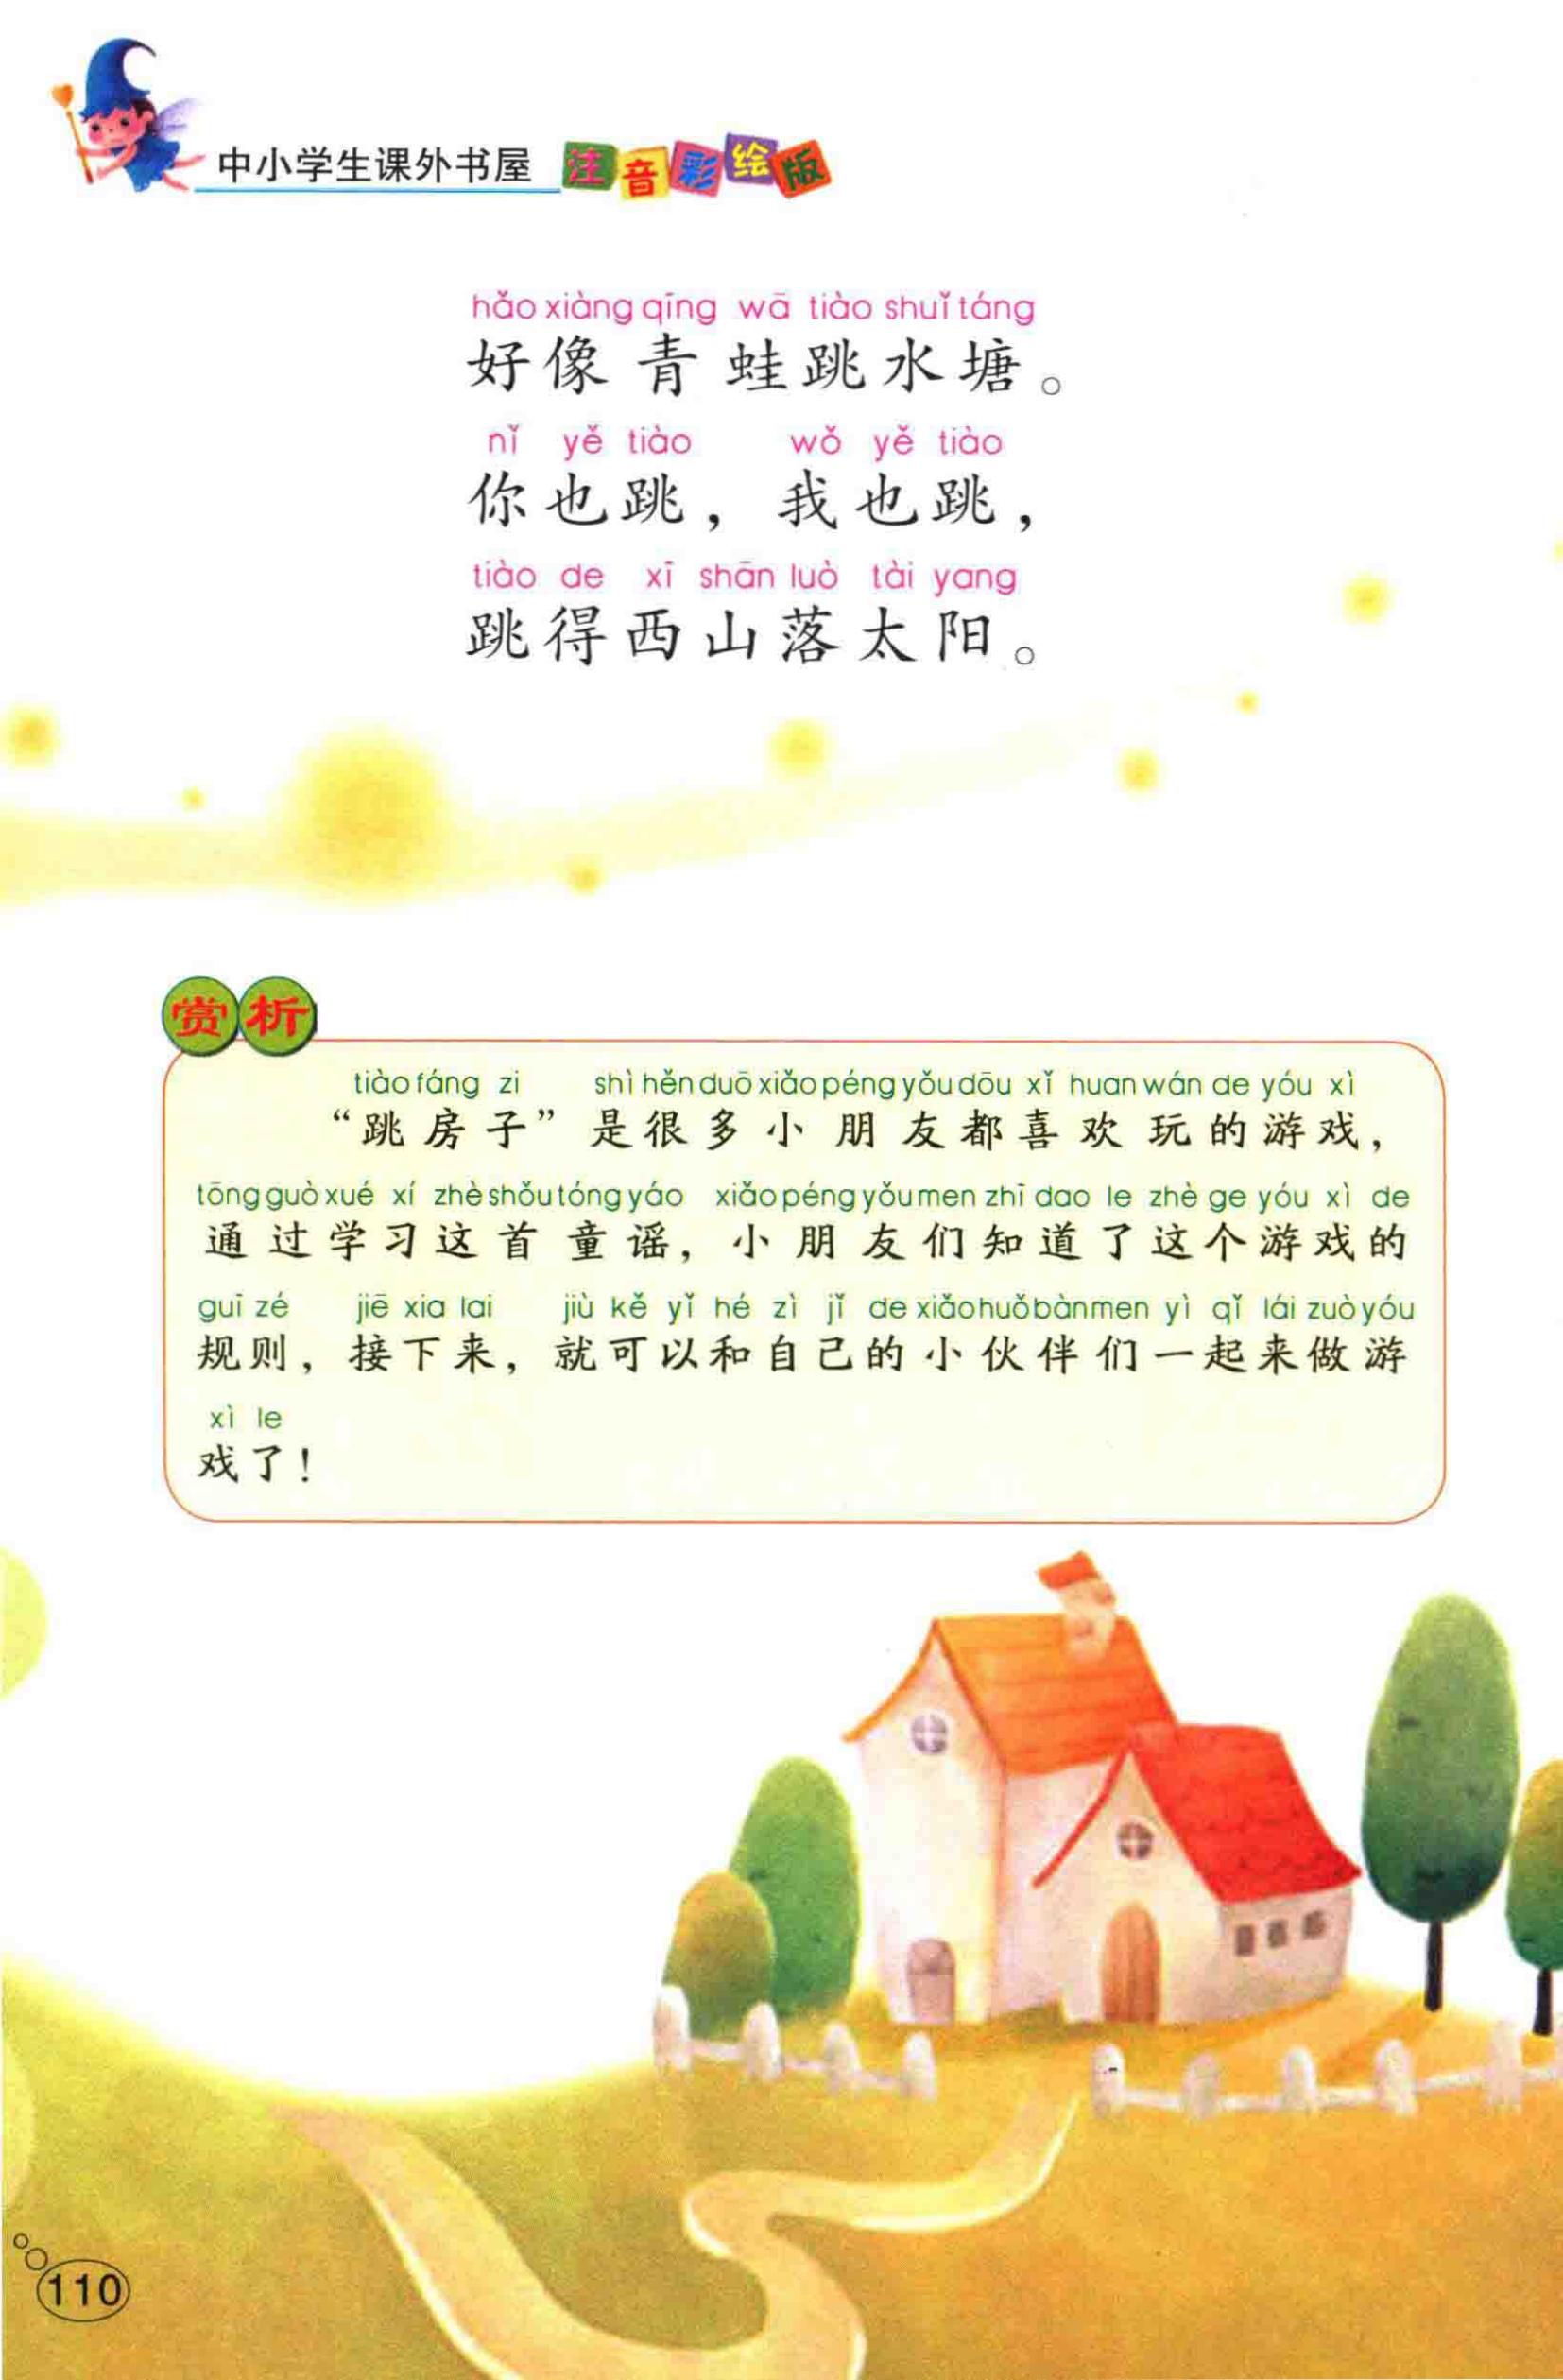 中小学生课外书屋 注音彩绘版
hǎo xiàng qīng wā tiào shuǐ táng
好像青蛙跳水塘。
nǐ yě tiào wǒ yě tiào
你也跳，我也跳，
tiào de xī shān luò tài yang
跳得西山落太阳。
赏析
tiào fáng zi shì hěn duō xiǎo péng yǒu dōu xǐ huan wán de yóu xì
“跳房子”是很多小朋友都喜欢玩的游戏，
tōng guò xué xí zhè shǒu tóng yáo xiǎo péng yǒu men zhī dao le zhè ge yóu xì de
通过学习这首童谣，小朋友们知道了这个游戏的
guī zé jiē xia lai jiù kě yǐ hé zì jǐ de xiǎo huǒ bàn men yì qǐ lái zuò yóu
规则，接下来，就可以和自己的小伙伴们一起来做游
xì le
戏了！
110